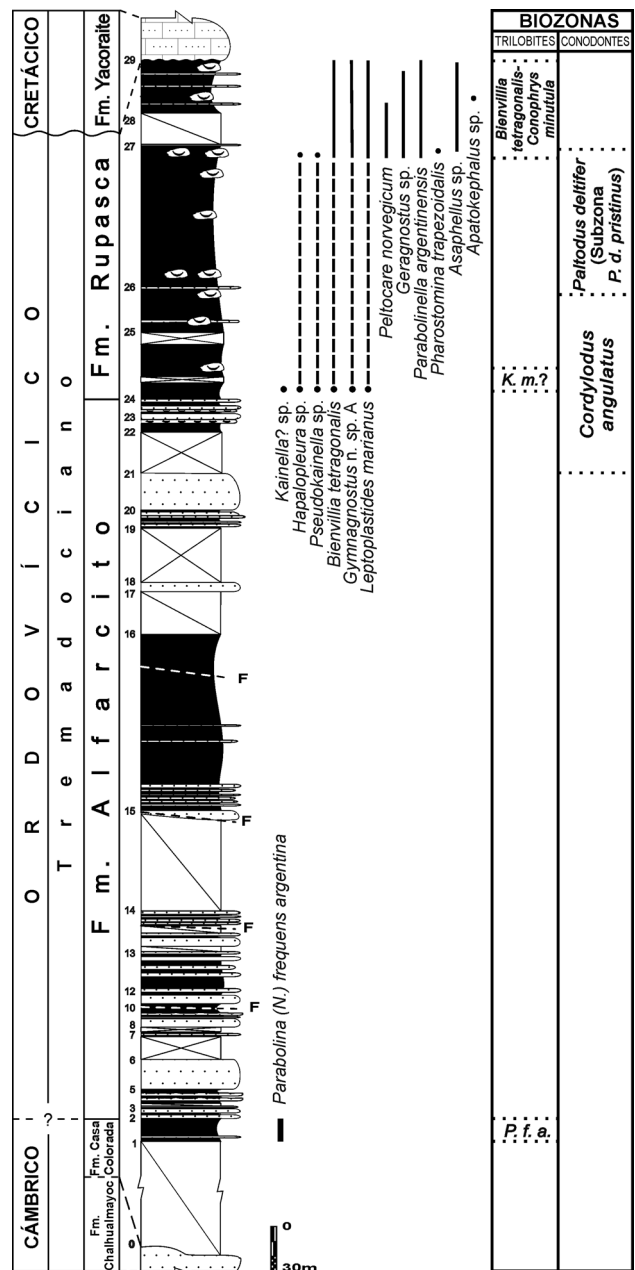 BIOZONAS
TRILOBITES
CONODONTES
CRETÁCICO
ORDOVÍCICO
CÁMBRICO
Tremadociano
?
Fm. Yacoraite
Fm. Rupasca
Fm. Alfarcito
Fm. Casa
Colorada
Fm.
Chalhualmayoc
29
28
27
26
25
24
23
22
21
20
19
18
17
16
15
14
13
12
10
8
7
6
5
3
2
1
0
F
F
F
F
Kainella? sp.
Hapalopleura sp.
Pseudokainella sp.
Bienvillia tetragonalis
Gymnagnostus n. sp. A
Leptoplastides marianus
Peltocare norvegicum
Geragnostus sp.
Parabolinella argentinensis
Pharostomina trapezoidalis
Asaphellus sp.
Apatokephalus sp.
Parabolina (N.) frequens argentina
Bienvillia
tetragonalis-
Conophrys
minutula
K. m.?
P. f. a.
Paltodus deltifer
(Subzona
P. d. pristinus)
Cordylodus
angulatus
0
30m